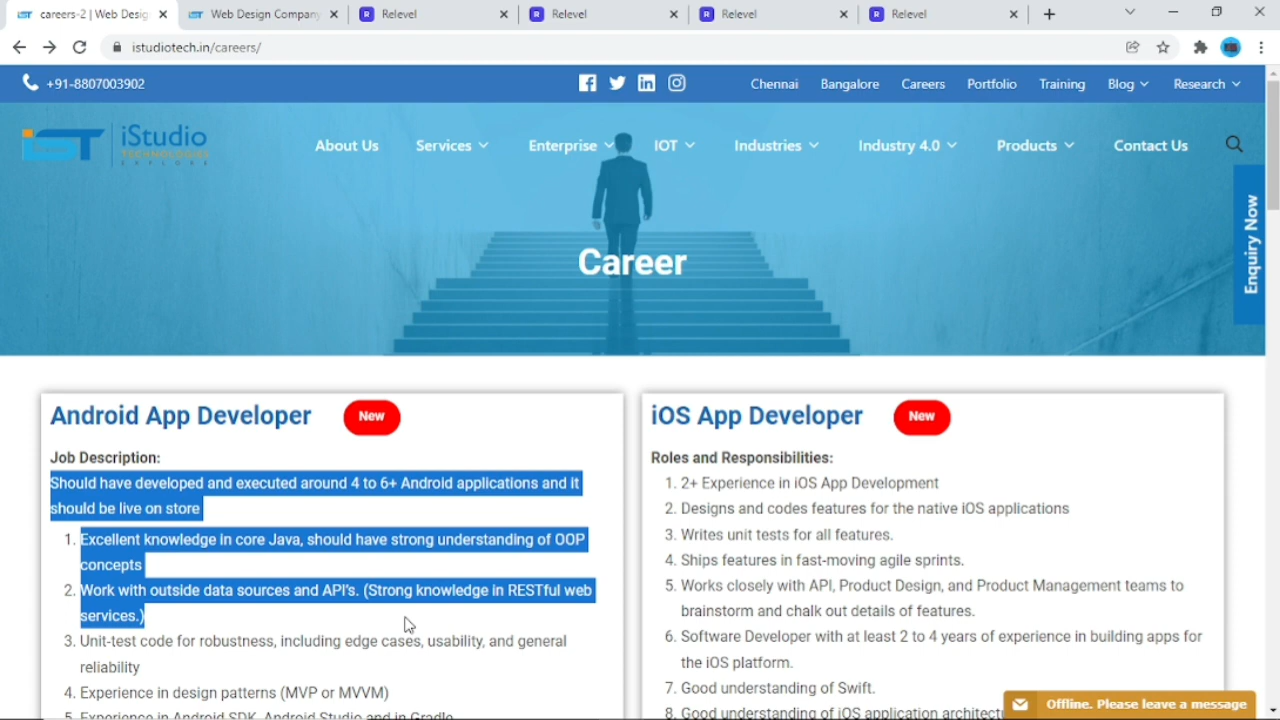 careers-2 | Web Desig
Web Design Company
Relevel
Relevel
Relevel
Relevel
istudiotech.in/careers/
+91-8807003902
Chennai
Bangalore
Careers
Portfolio
Training
Blog
Research
iST
iStudio
TECHNOLOGIES
EXPLORE
About Us
Services
Enterprise
IOT
Industries
Industry 4.0
Products
Contact Us
Enquiry Now
Career
Android App Developer
New
Job Description:
Should have developed and executed around 4 to 6+ Android applications and it
should be live on store
1. Excellent knowledge in core Java, should have strong understanding of OOP
concepts
2. Work with outside data sources and API's. (Strong knowledge in RESTful web
services.)
3. Unit-test code for robustness, including edge cases, usability, and general
reliability
4. Experience in design patterns (MVP or MVVM)
5. Experience in Android SDK, Android Studio and in Gradle
iOS App Developer
New
Roles and Responsibilities:
1. 2+ Experience in iOS App Development
2. Designs and codes features for the native iOS applications
3. Writes unit tests for all features.
4. Ships features in fast-moving agile sprints.
5. Works closely with API, Product Design, and Product Management teams to
brainstorm and chalk out details of features.
6. Software Developer with at least 2 to 4 years of experience in building apps for
the iOS platform.
7. Good understanding of Swift.
8. Good understanding of iOS application architectu
Offline. Please leave a message